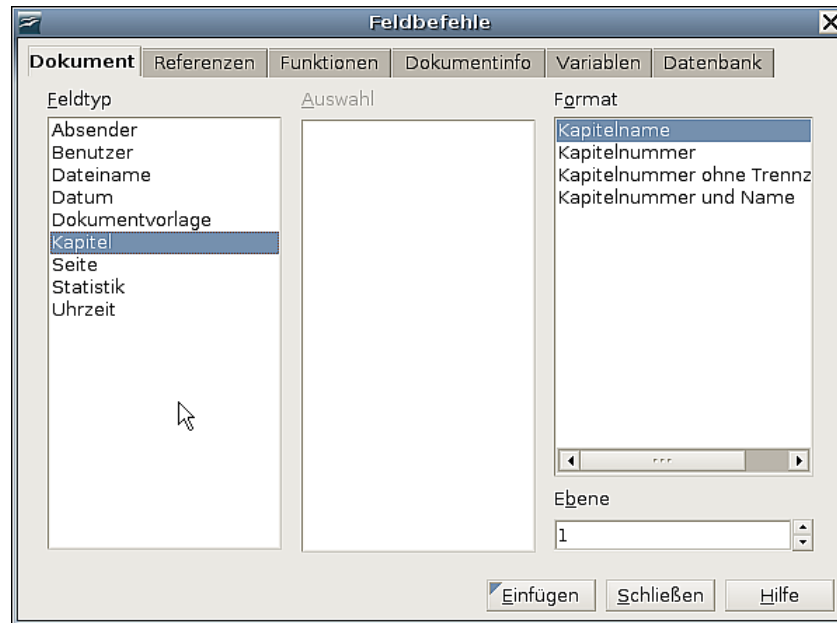 Feldbefehle
Dokument Referenzen Funktionen Dokumentinfo Variablen Datenbank
Feldtyp
Absender
Benutzer
Dateiname
Datum
Dokumentvorlage
Kapitel
Seite
Statistik
Uhrzeit
Auswahl
Format
Kapitelname
Kapitelnummer
Kapitelnummer ohne Trennz
Kapitelnummer und Name
Ebene
1
Einfügen Schließen Hilfe